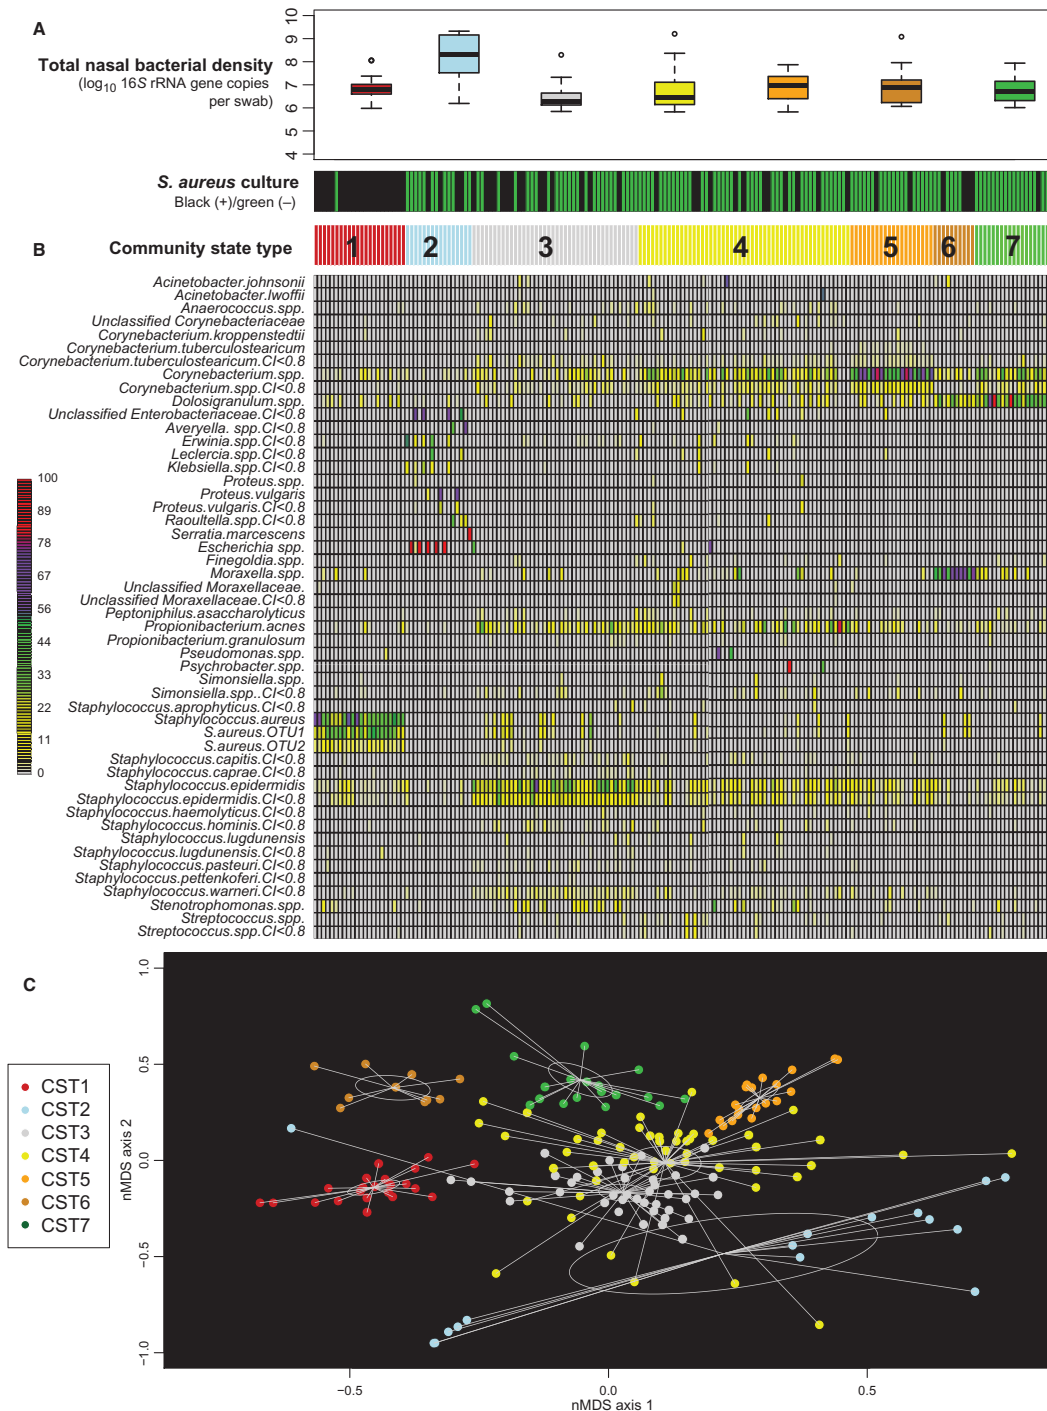 A
Total nasal bacterial density
(log10 16S rRNA gene copies
per swab)
10
9
8
7
6
5
4
S. aureus culture
Black (+)/green (–)
B
Community state type
1 2 3 4 5 6 7
Acinetobacter.johnsonii
Acinetobacter.lwoffii
Anaerococcus.spp.
Unclassified Corynebacteriaceae
Corynebacterium.kroppenstedtii
Corynebacterium.tuberculostearicum
Corynebacterium.tuberculostearicum.CI<0.8
Corynebacterium.spp.
Corynebacterium.spp.CI<0.8
Dolosigranulum.spp.
Unclassified Enterobacteriaceae.CI<0.8
Averyella. spp.CI<0.8
Erwinia.spp.CI<0.8
Leclercia.spp.CI<0.8
Klebsiella.spp.CI<0.8
Proteus.spp.
Proteus.vulgaris
Proteus.vulgaris.CI<0.8
Raoultella.spp.CI<0.8
Serratia.marcescens
Escherichia spp.
Finegoldia.spp.
Moraxella.spp.
Unclassified Moraxellaceae.
Unclassified Moraxellaceae.CI<0.8
Peptoniphilus.asaccharolyticus
Propionibacterium.acnes
Propionibacterium.granulosum
Pseudomonas.spp.
Psychrobacter.spp.
Simonsiella.spp.
Simonsiella.spp..CI<0.8
Staphylococcus.aprophyticus.CI<0.8
Staphylococcus.aureus
S.aureus.OTU1
S.aureus.OTU2
Staphylococcus.capitis.CI<0.8
Staphylococcus.caprae.CI<0.8
Staphylococcus.epidermidis
Staphylococcus.epidermidis.CI<0.8
Staphylococcus.haemolyticus.CI<0.8
Staphylococcus.hominis.CI<0.8
Staphylococcus.lugdunensis
Staphylococcus.lugdunensis.CI<0.8
Staphylococcus.pasteuri.CI<0.8
Staphylococcus.pettenkoferi.CI<0.8
Staphylococcus.warneri.CI<0.8
Stenotrophomonas.spp.
Streptococcus.spp.
Streptococcus.spp.CI<0.8
100
89
78
67
56
44
33
22
11
0
C
CST1
CST2
CST3
CST4
CST5
CST6
CST7
nMDS axis 2
1.0
0.5
0.0
−0.5
−1.0
−0.5 0.0 0.5
nMDS axis 1